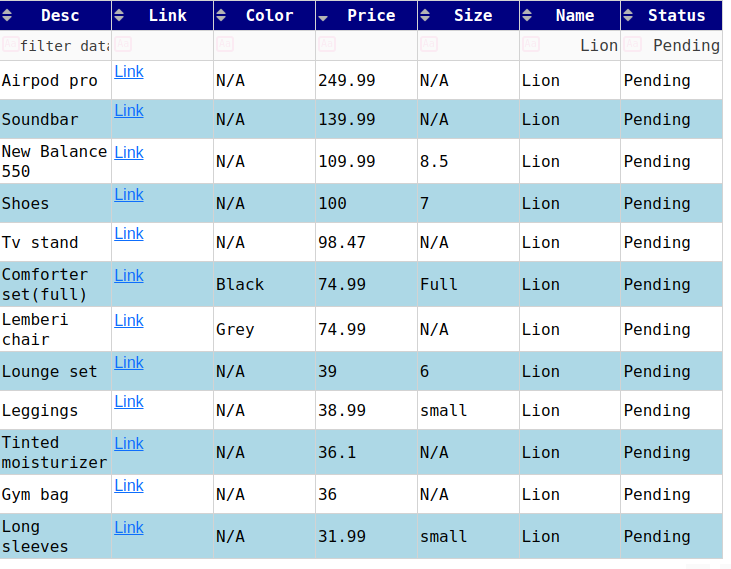 Desc Link Color Price Size Name Status
filter data Lion Pending
Airpod pro Link N/A 249.99 N/A Lion Pending
Soundbar Link N/A 139.99 N/A Lion Pending
New Balance
550 Link N/A 109.99 8.5 Lion Pending
Shoes Link N/A 100 7 Lion Pending
Tv stand Link N/A 98.47 N/A Lion Pending
Comforter
set(full) Link Black 74.99 Full Lion Pending
Lemberi
chair Link Grey 74.99 N/A Lion Pending
Lounge set Link N/A 39 6 Lion Pending
Leggings Link N/A 38.99 small Lion Pending
Tinted
moisturizer Link N/A 36.1 N/A Lion Pending
Gym bag Link N/A 36 N/A Lion Pending
Long
sleeves Link N/A 31.99 small Lion Pending